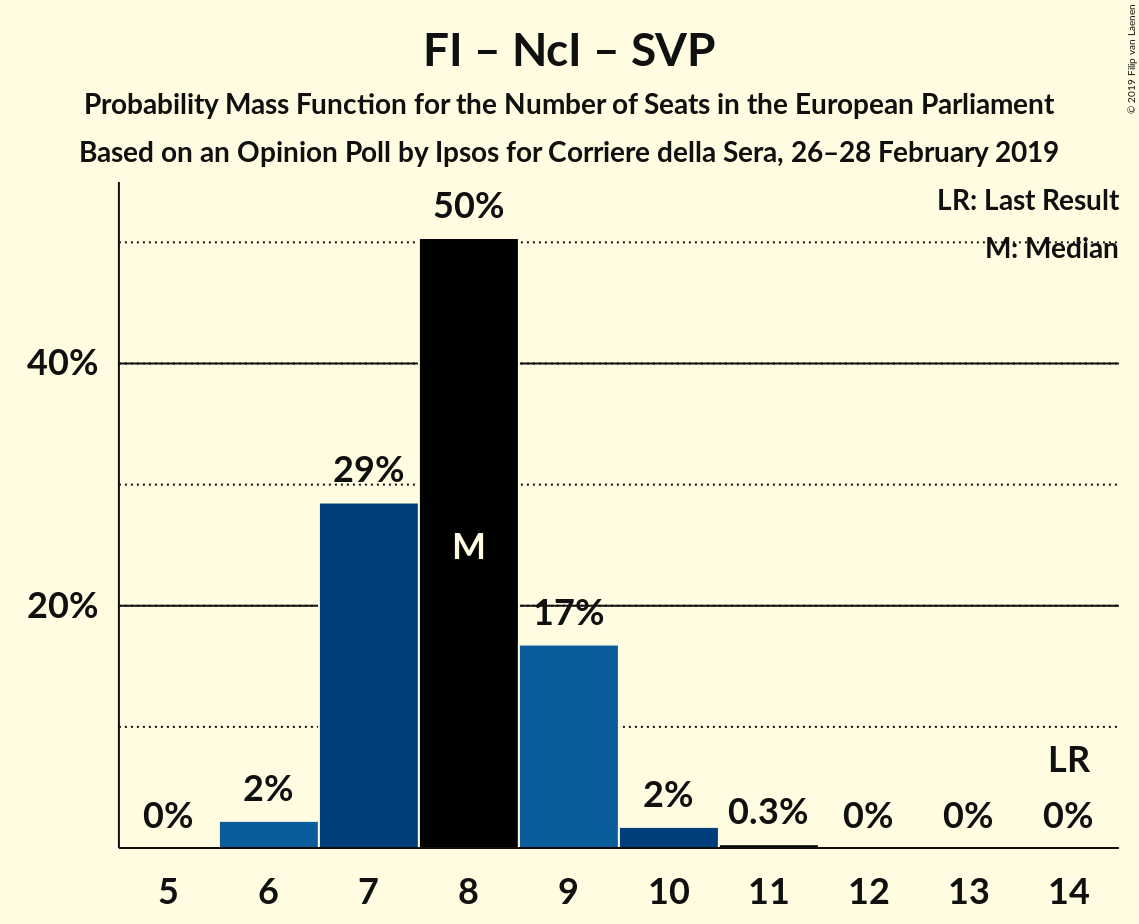 FI – NcI – SVP
Probability Mass Function for the Number of Seats in the European Parliament
Based on an Opinion Poll by Ipsos for Corriere della Sera, 26–28 February 2019
© 2019 Filip van Laenen
LR: Last Result
M: Median
50%
40%
29%
M
20%
17%
LR
0%
2%
2%
0.3%
0%
0%
0%
5 6 7 8 9 10 11 12 13 14